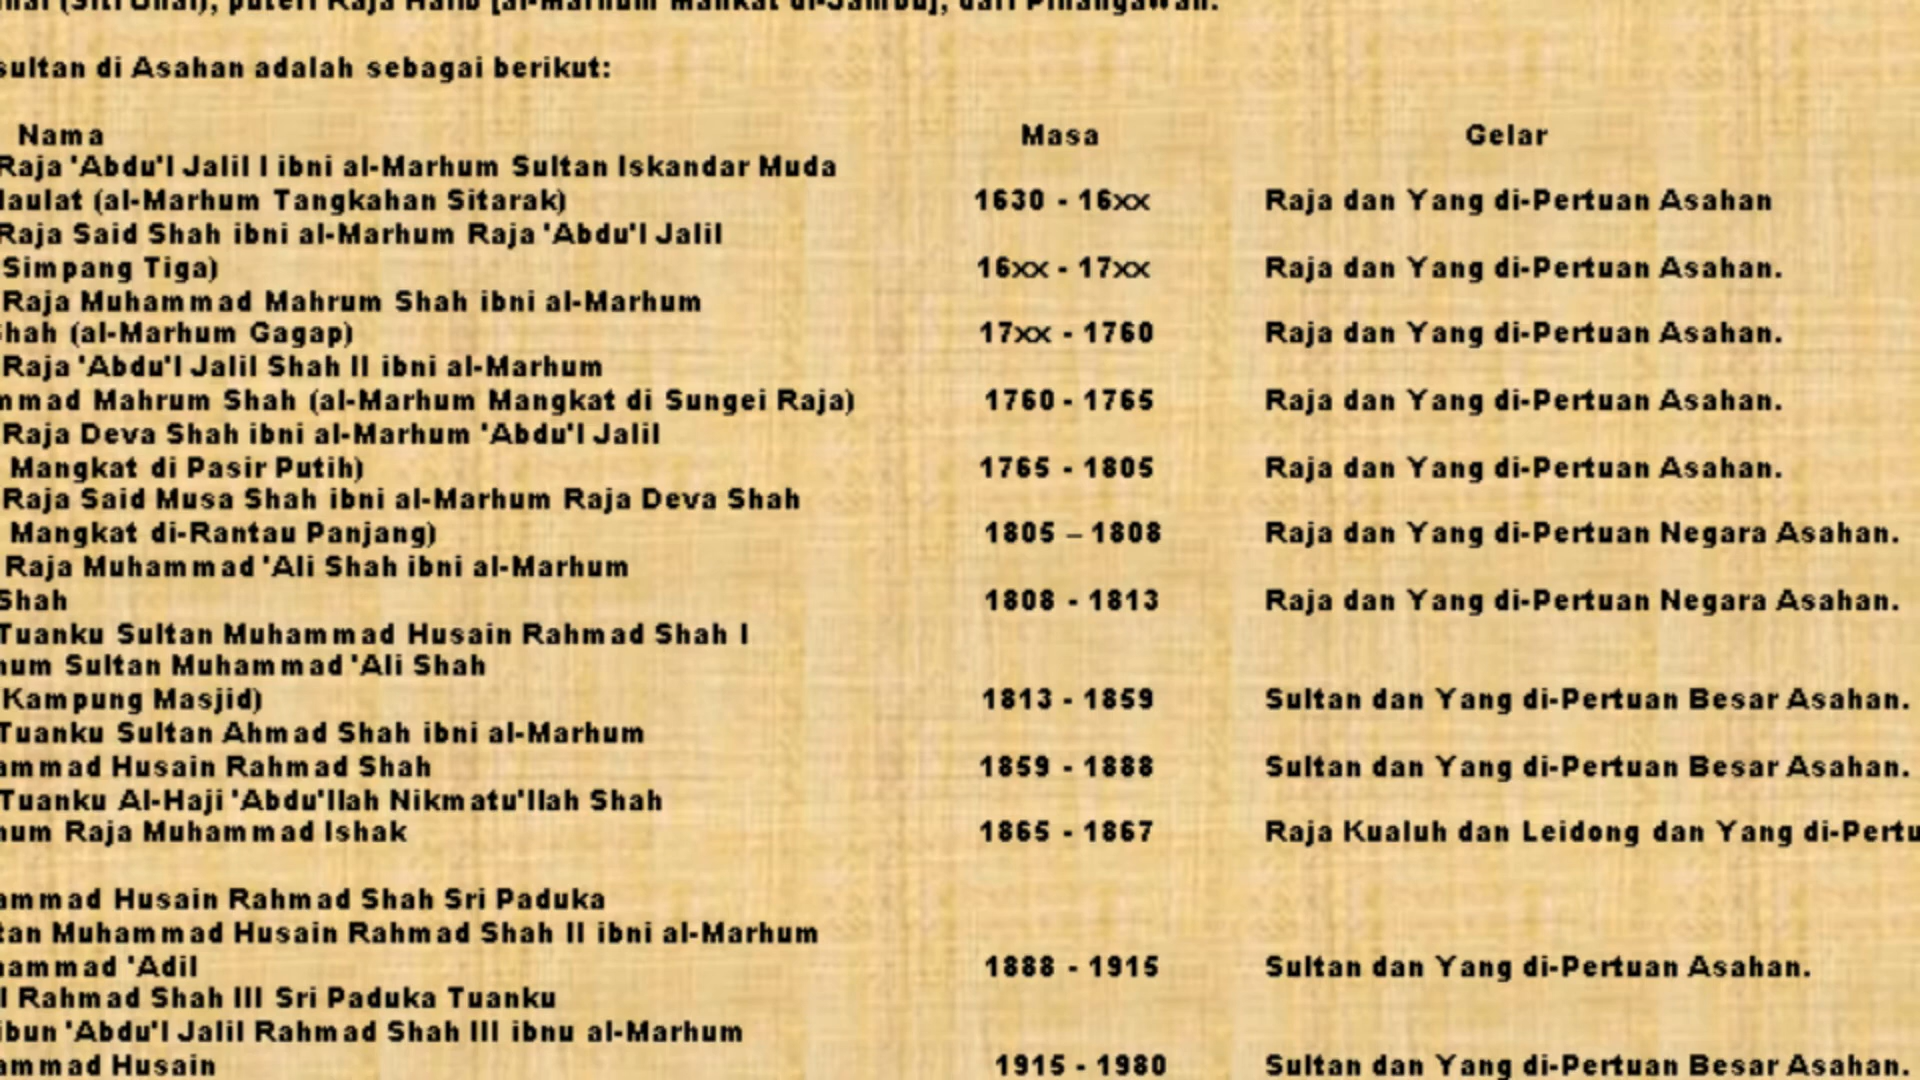 puteri Raja Halib [al-Marhum Mangkat di-Jambu], dari Pinangawan.
sultan di Asahan adalah sebagai berikut:
Nama Masa Gelar
Raja 'Abdu'l Jalil I ibni al-Marhum Sultan Iskandar Muda
(al-Marhum Tangkahan Sitarak) 1630 - 16xx Raja dan Yang di-Pertuan Asahan
Raja Said Shah ibni al-Marhum Raja 'Abdu'l Jalil
Simpang Tiga) 16xx - 17xx Raja dan Yang di-Pertuan Asahan.
Raja Muhammad Mahrum Shah ibni al-Marhum
Shah (al-Marhum Gagap) 17xx - 1760 Raja dan Yang di-Pertuan Asahan.
Raja 'Abdu'l Jalil Shah II ibni al-Marhum
mmad Mahrum Shah (al-Marhum Mangkat di Sungei Raja) 1760 - 1765 Raja dan Yang di-Pertuan Asahan.
Raja Deva Shah ibni al-Marhum 'Abdu'l Jalil
Mangkat di Pasir Putih) 1765 - 1805 Raja dan Yang di-Pertuan Asahan.
Raja Said Musa Shah ibni al-Marhum Raja Deva Shah
Mangkat di-Rantau Panjang) 1805 – 1808 Raja dan Yang di-Pertuan Negara Asahan.
Raja Muhammad 'Ali Shah ibni al-Marhum
Shah 1808 - 1813 Raja dan Yang di-Pertuan Negara Asahan.
Tuanku Sultan Muhammad Husain Rahmad Shah I
hum Sultan Muhammad 'Ali Shah
Kampung Masjid) 1813 - 1859 Sultan dan Yang di-Pertuan Besar Asahan.
Tuanku Sultan Ahmad Shah ibni al-Marhum
ammad Husain Rahmad Shah 1859 - 1888 Sultan dan Yang di-Pertuan Besar Asahan.
Tuanku Al-Haji 'Abdu'llah Nikmatu'llah Shah
hum Raja Muhammad Ishak 1865 - 1867 Raja Kualuh dan Leidong dan Yang di-Pertu
ammad Husain Rahmad Shah Sri Paduka
tan Muhammad Husain Rahmad Shah II ibni al-Marhum
hammad 'Adil 1888 - 1915 Sultan dan Yang di-Pertuan Asahan.
l Rahmad Shah III Sri Paduka Tuanku
ibun 'Abdu'l Jalil Rahmad Shah III ibnu al-Marhum
ammad Husain 1915 - 1980 Sultan dan Yang di-Pertuan Besar Asahan.